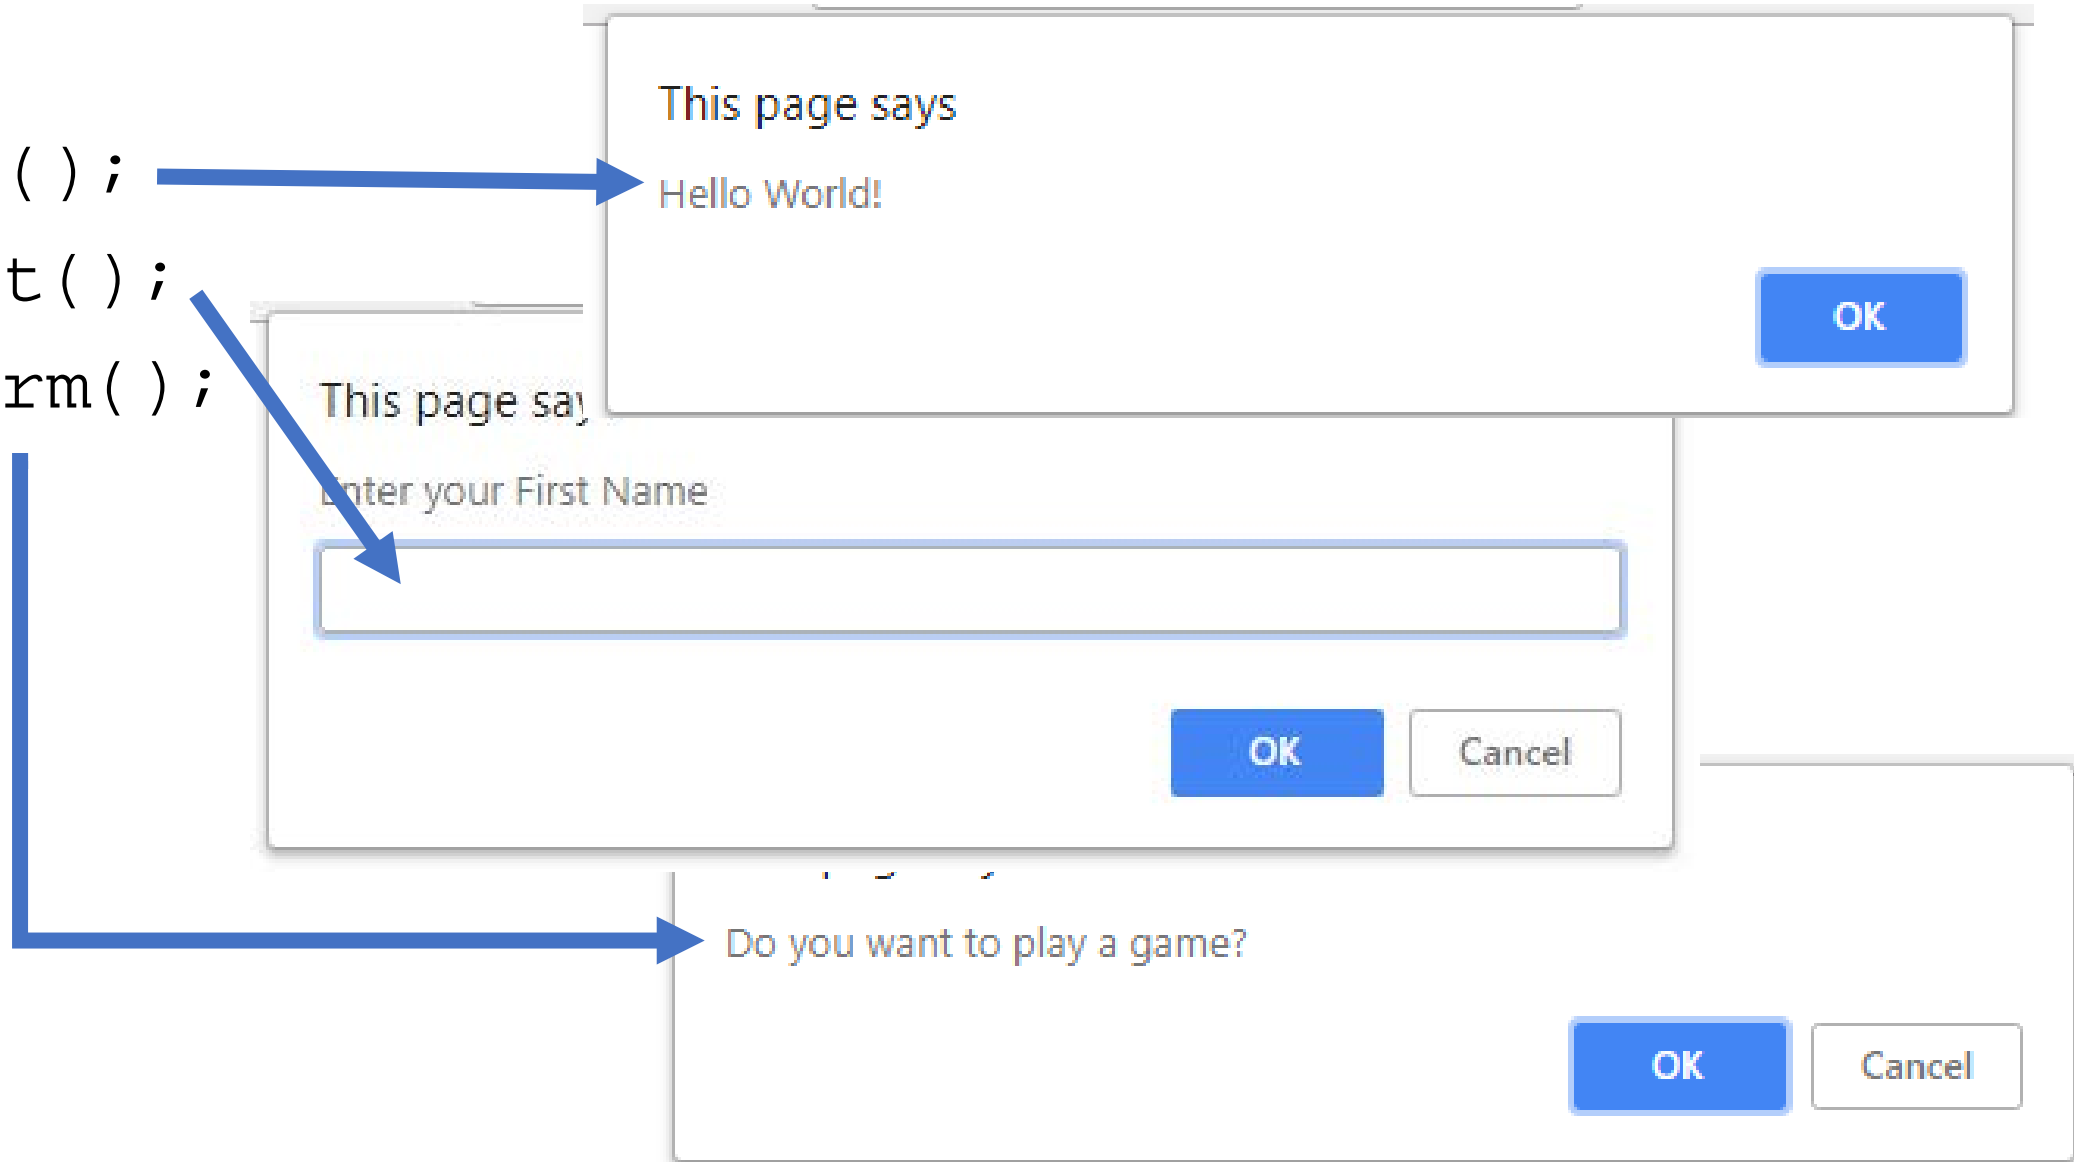 ();
t();
rm();
This page says
Hello World!
OK
This page say
Enter your First Name
OK
Cancel
Do you want to play a game?
OK
Cancel